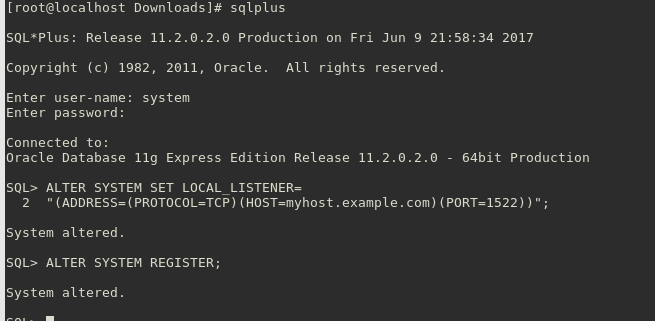 [root@localhost Downloads]# sqlplus
SQL*Plus: Release 11.2.0.2.0 Production on Fri Jun 9 21:58:34 2017
Copyright (c) 1982, 2011, Oracle.  All rights reserved.
Enter user-name: system
Enter password:
Connected to:
Oracle Database 11g Express Edition Release 11.2.0.2.0 - 64bit Production
SQL> ALTER SYSTEM SET LOCAL_LISTENER=
  2  "(ADDRESS=(PROTOCOL=TCP)(HOST=myhost.example.com)(PORT=1522))";
System altered.
SQL> ALTER SYSTEM REGISTER;
System altered.
SQL>